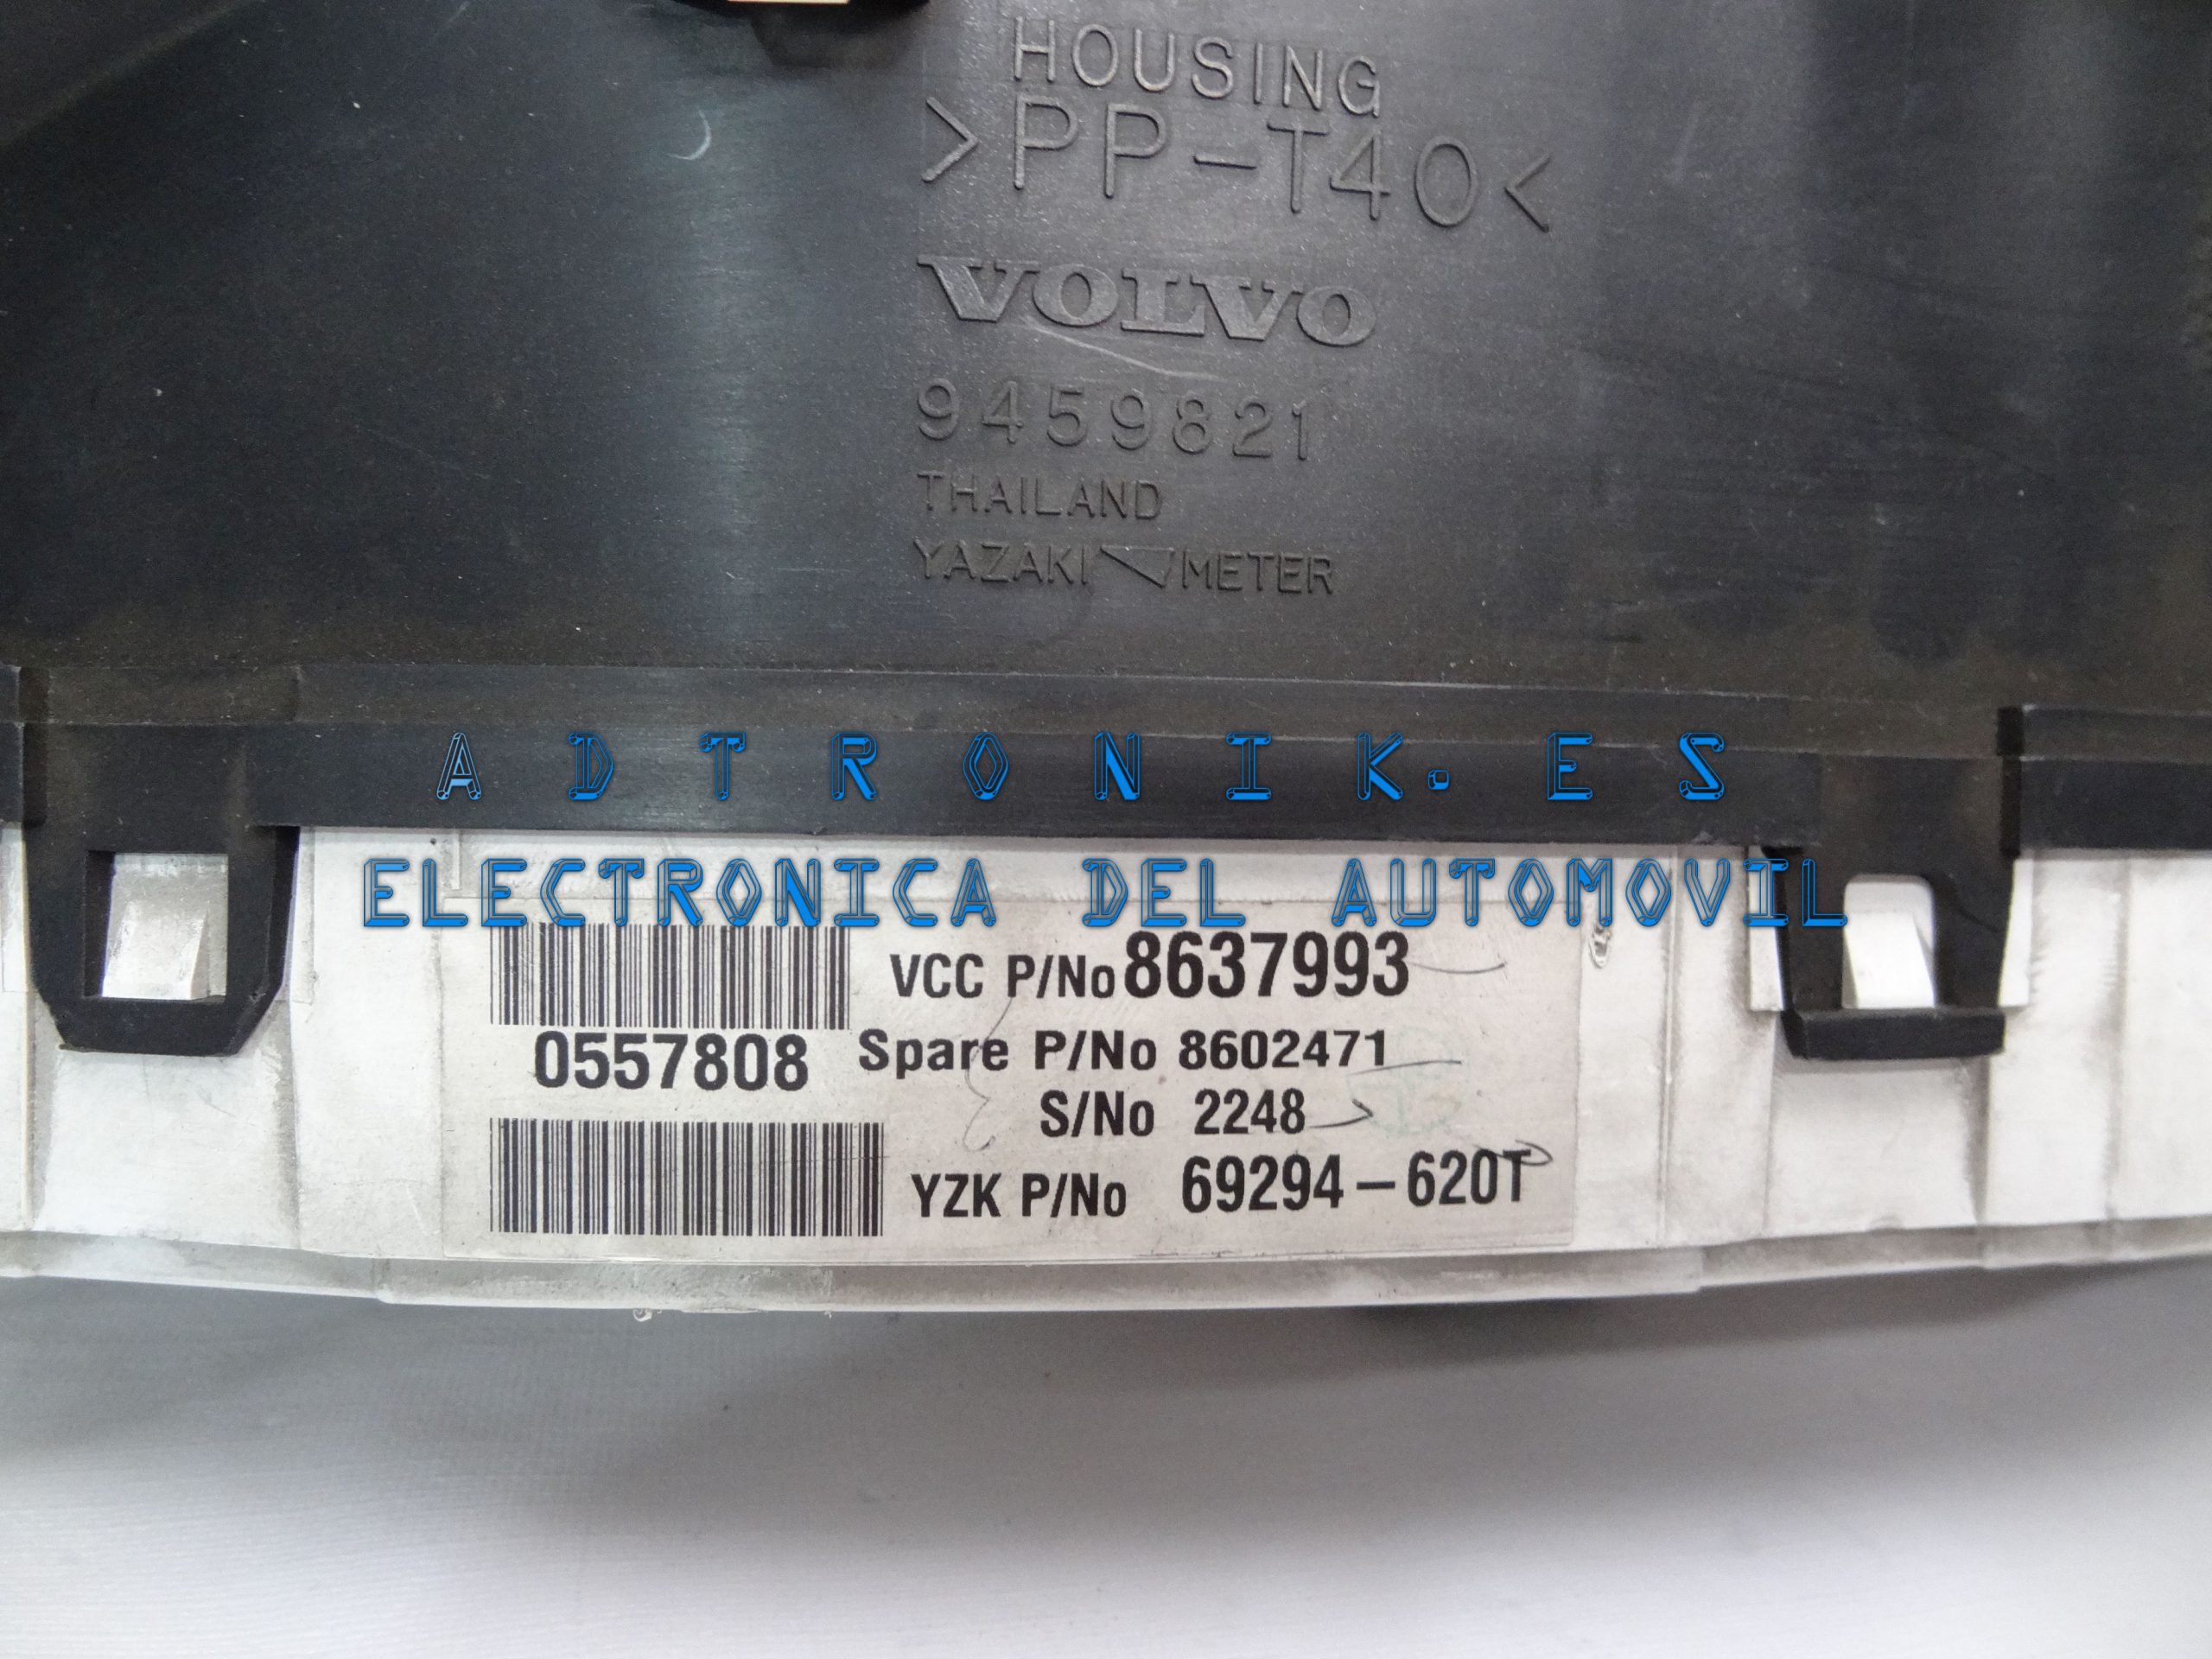 HOUSING
>PP-T40<
VOLVO
9459821
THAILAND
YAZAKI METER
ADTRONIK.ES
ELECTRONICA DEL AUTOMOVIL
VCC P/No 8637993
0557808 Spare P/No 8602471
S/No 2248
YZK P/No 69294-620T